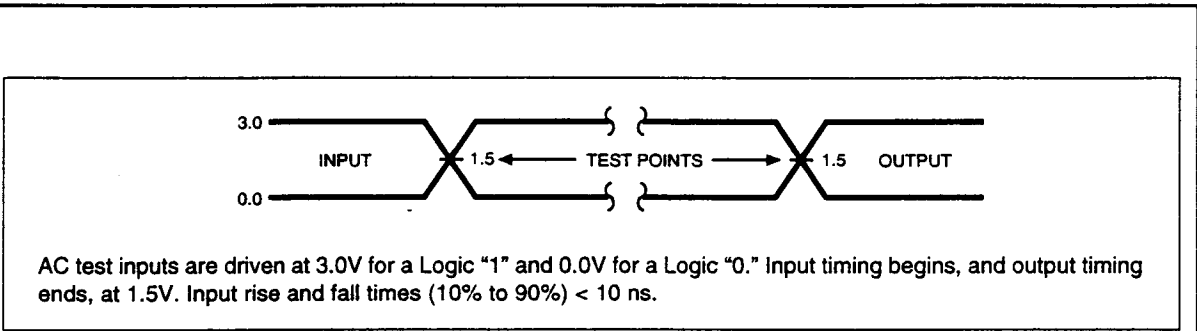 3.0
INPUT 1.5 TEST POINTS 1.5 OUTPUT
0.0
AC test inputs are driven at 3.0V for a Logic “1” and 0.0V for a Logic “0.” Input timing begins, and output timing
ends, at 1.5V. Input rise and fall times (10% to 90%) < 10 ns.